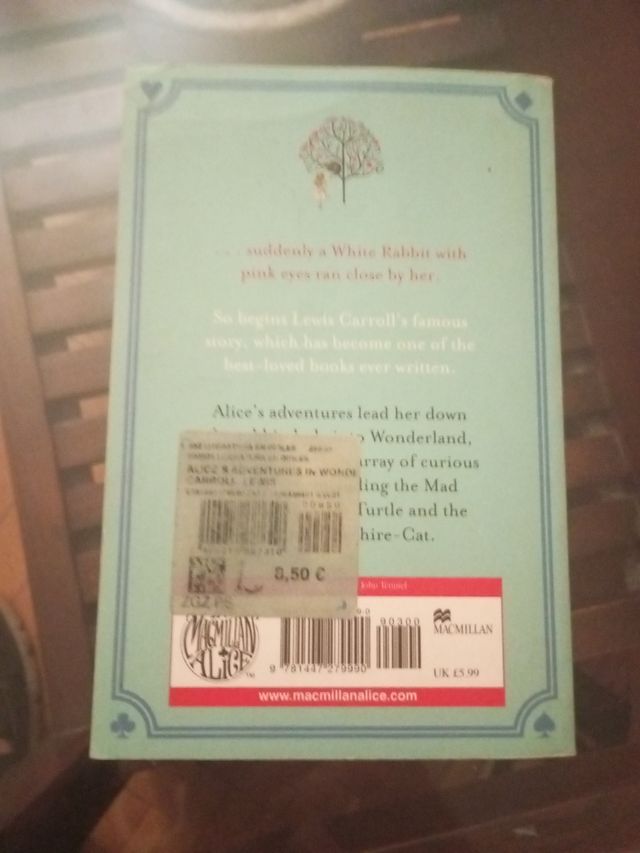 ... suddenly a White Rabbit with
pink eyes ran close by her.
So begins Lewis Carroll's famous
story, which has become one of the
best-loved books ever written.
Alice's adventures lead her down
Wonderland,
array of curious
the Mad
Turtle and the
hire-Cat.
ALICE'S ADVENTURES IN WONDE
CARROLL, LEWIS
8,50 €
John Tenniel
MACMILLAN
ALICE
TM
90300
9 781447 279990
MACMILLAN
UK £5.99
www.macmillanalice.com